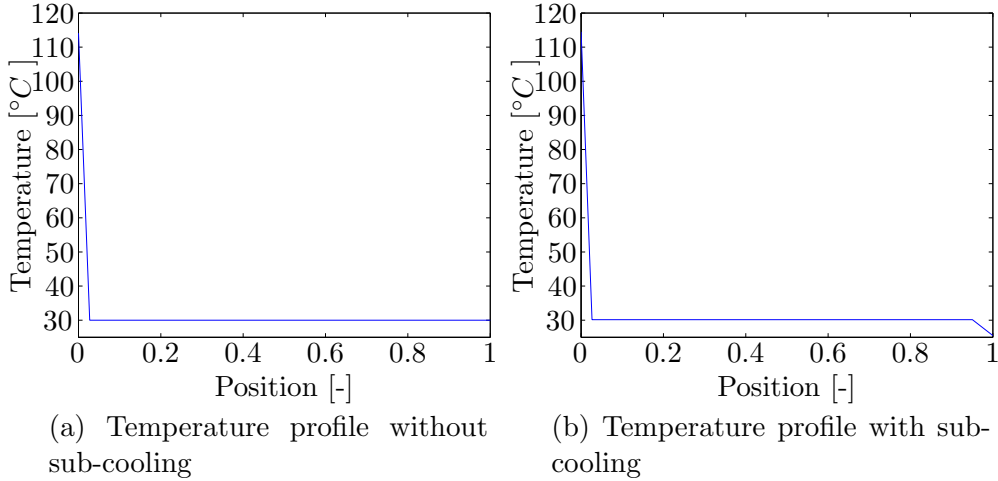 120
110
100
90
80
70
60
50
40
30
Temperature [°C ]
0 0.2 0.4 0.6 0.8 1
Position [-]
(a) Temperature profile without
sub-cooling
120
110
100
90
80
70
60
50
40
30
Temperature [°C ]
0 0.2 0.4 0.6 0.8 1
Position [-]
(b) Temperature profile with sub-
cooling